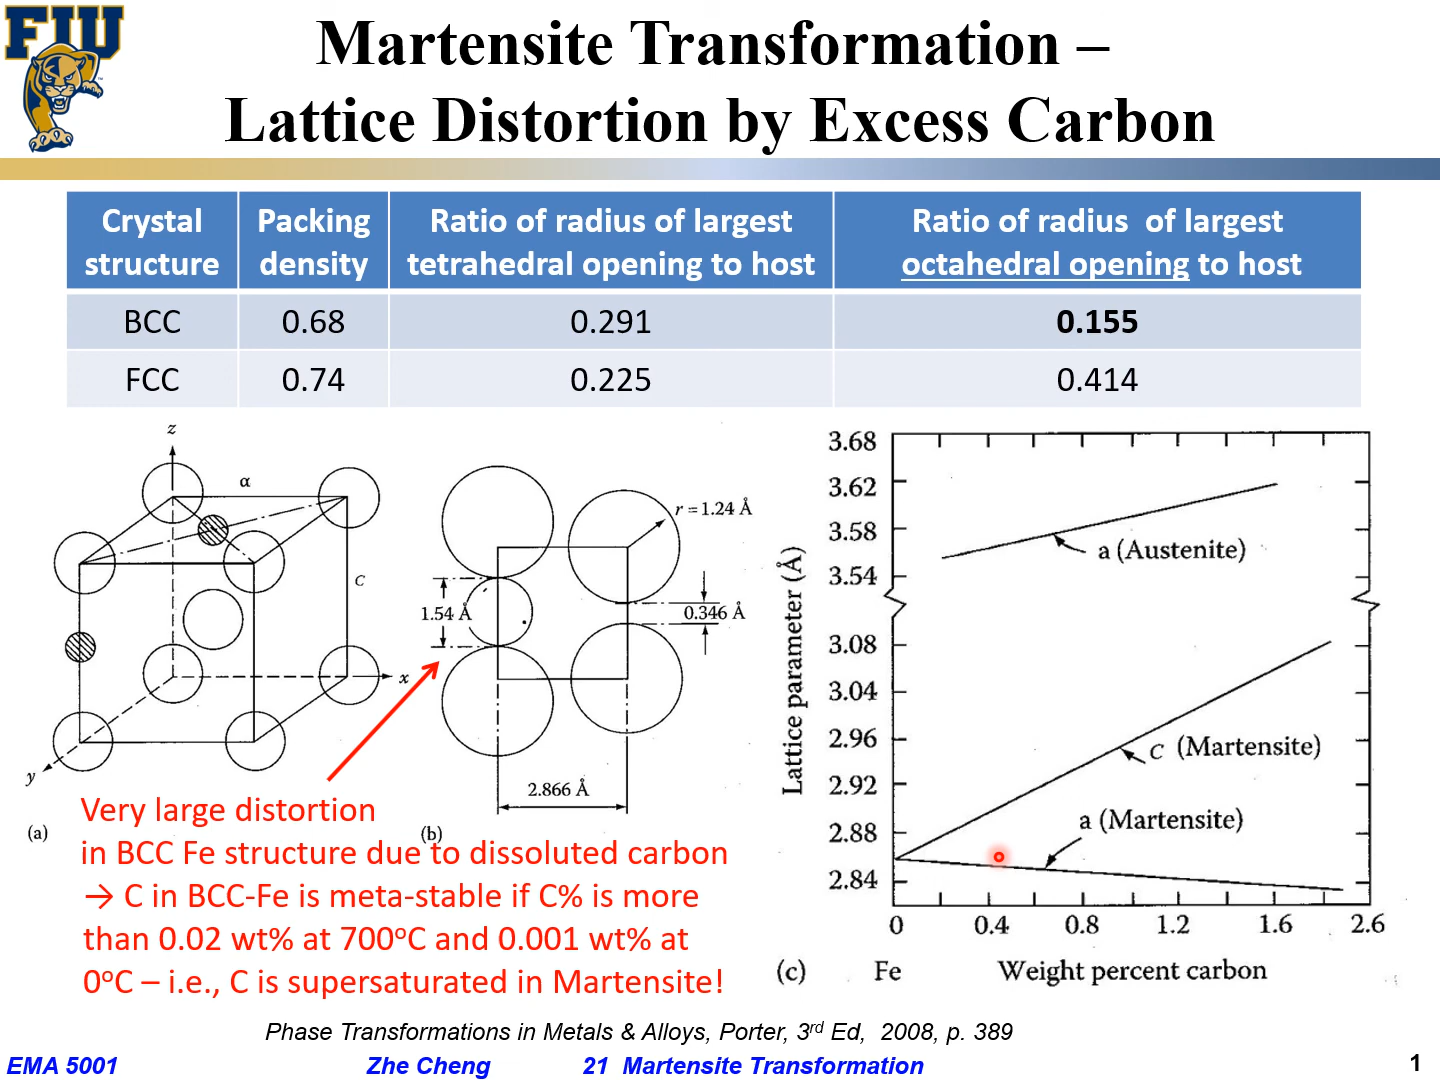 FIU
Martensite Transformation –
Lattice Distortion by Excess Carbon
Crystal structure
Packing density
Ratio of radius of largest tetrahedral opening to host
Ratio of radius of largest octahedral opening to host
BCC 0.68 0.291 0.155
FCC 0.74 0.225 0.414
z
α
C
x
y
(a)
r = 1.24 Å
1.54 Å
0.346 Å
2.866 Å
(b)
Very large distortion
in BCC Fe structure due to dissoluted carbon
→ C in BCC-Fe is meta-stable if C% is more
than 0.02 wt% at 700oC and 0.001 wt% at
0oC – i.e., C is supersaturated in Martensite!
Lattice parameter (Å)
3.68
3.62
3.58
3.54
3.08
3.04
2.96
2.92
2.88
2.84
a (Austenite)
C (Martensite)
a (Martensite)
0 0.4 0.8 1.2 1.6 2.6
(c) Fe Weight percent carbon
Phase Transformations in Metals & Alloys, Porter, 3rd Ed, 2008, p. 389
EMA 5001 Zhe Cheng 21 Martensite Transformation 1